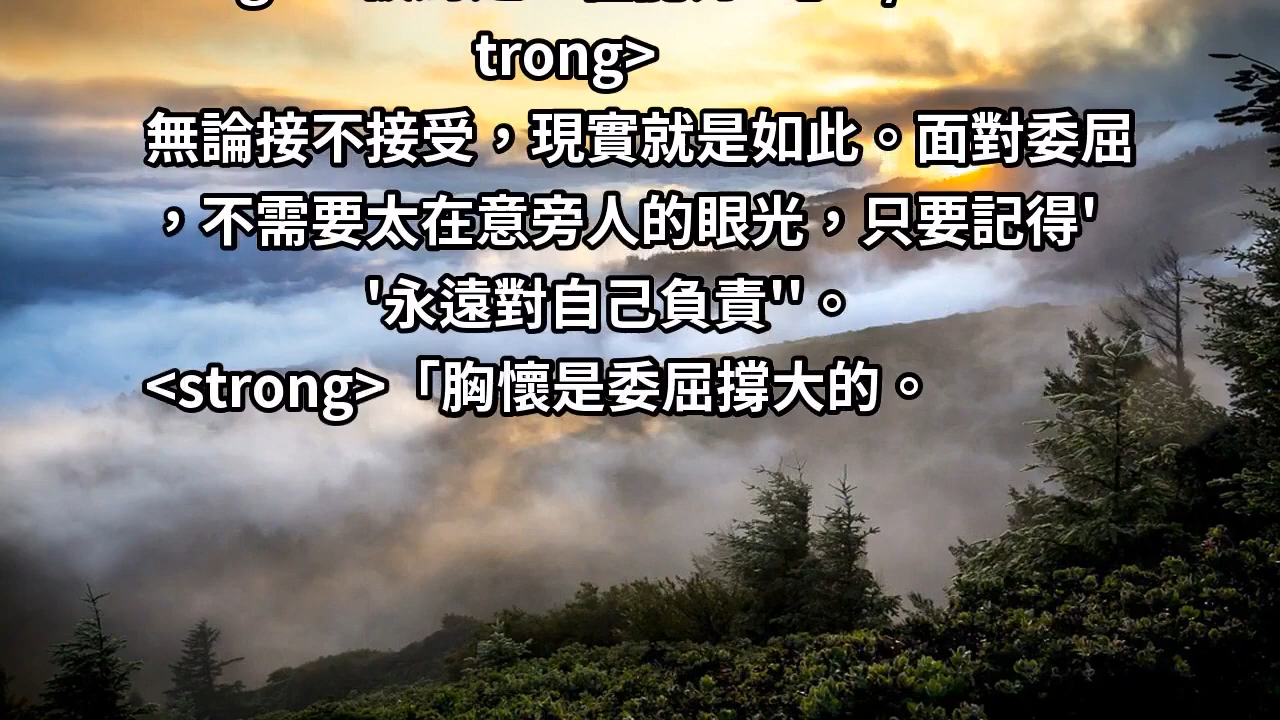 trong>
無論接不接受，現實就是如此。面對委屈
，不需要太在意旁人的眼光，只要記得'
'永遠對自己負責''。
<strong>「胸懷是委屈撐大的。